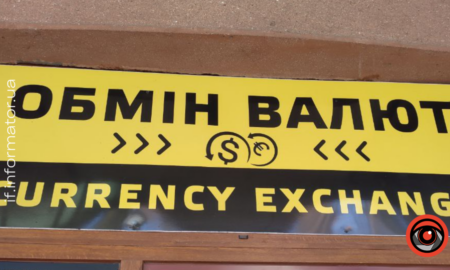 ОБМІН ВАЛЮТ
>>> $ € <<<
URRENCY EXCHANG
if.informator.ua